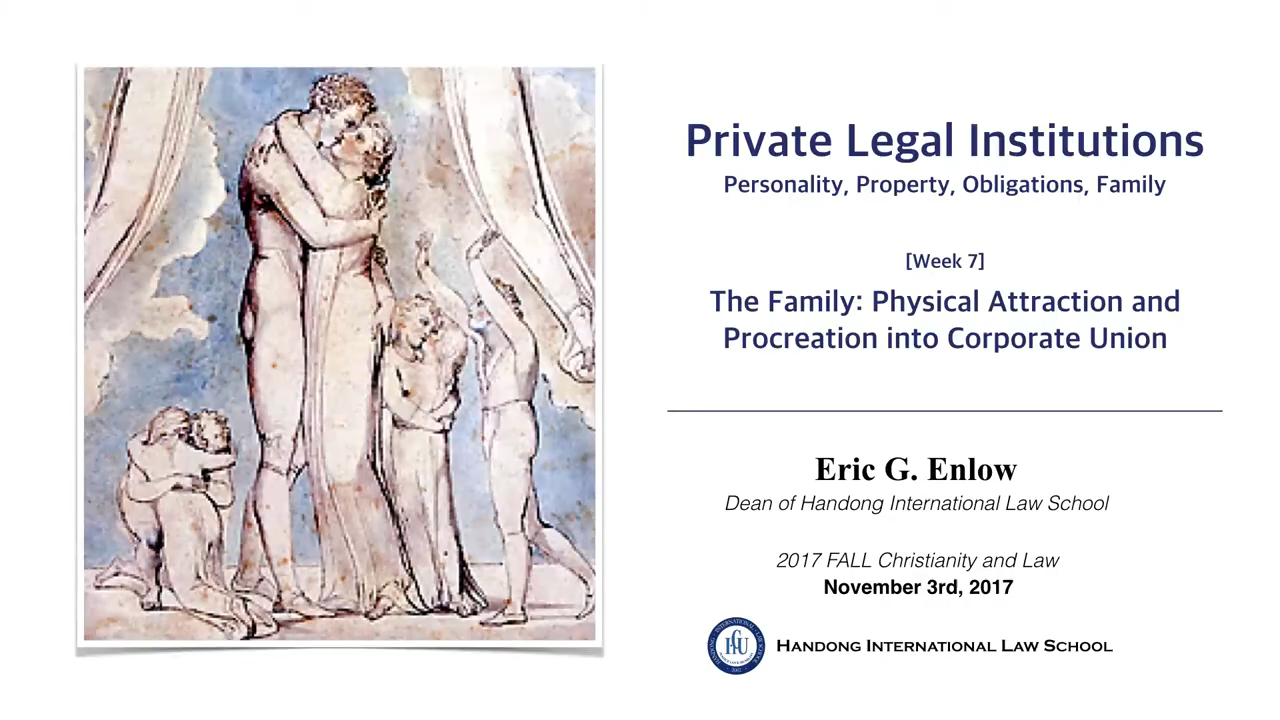 Private Legal Institutions
Personality, Property, Obligations, Family
[Week 7]
The Family: Physical Attraction and
Procreation into Corporate Union
Eric G. Enlow
Dean of Handong International Law School
2017 FALL Christianity and Law
November 3rd, 2017
Handong International Law School